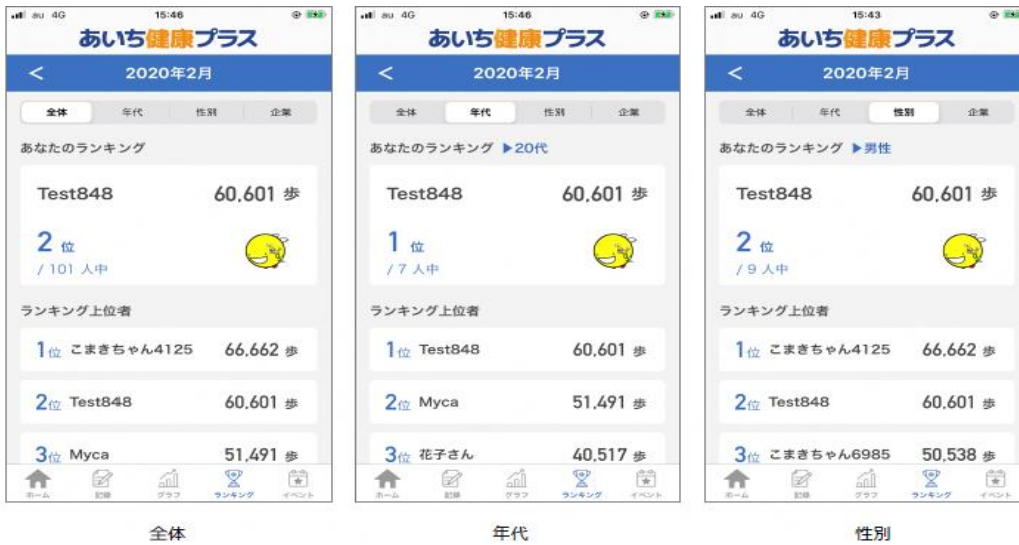 au 4G 15:46
あいち健康プラス
< 2020年2月
全体 年代 性別 企業
あなたのランキング
Test848 60,601 歩
2 位
/ 101 人中
ランキング上位者
1位 こまきちゃん4125 66,662 歩
2位 Test848 60,601 歩
3位 Myca 51,491 歩
ホーム 記録 グラフ ランキング イベント
全体
au 4G 15:46
あいち健康プラス
< 2020年2月
全体 年代 性別 企業
あなたのランキング ▶20代
Test848 60,601 歩
1 位
/ 7 人中
ランキング上位者
1位 Test848 60,601 歩
2位 Myca 51,491 歩
3位 花子さん 40,517 歩
ホーム 記録 グラフ ランキング イベント
年代
au 4G 15:43
あいち健康プラス
< 2020年2月
全体 年代 性別 企業
あなたのランキング ▶男性
Test848 60,601 歩
2 位
/ 9 人中
ランキング上位者
1位 こまきちゃん4125 66,662 歩
2位 Test848 60,601 歩
3位 こまきちゃん6985 50,538 歩
ホーム 記録 グラフ ランキング イベント
性別